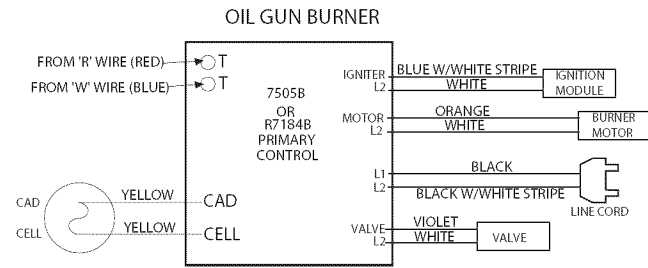 OIL GUN BURNER
FROM 'R' WIRE (RED) T
FROM 'W' WIRE (BLUE) T
7505B
OR
R7184B
PRIMARY
CONTROL
IGNITER BLUE W/WHITE STRIPE
L2 WHITE
IGNITION
MODULE
MOTOR ORANGE
L2 WHITE
BURNER
MOTOR
L1 BLACK
L2 BLACK W/WHITE STRIPE
LINE CORD
CAD YELLOW CAD
CELL YELLOW CELL
VALVE VIOLET
L2 WHITE
VALVE